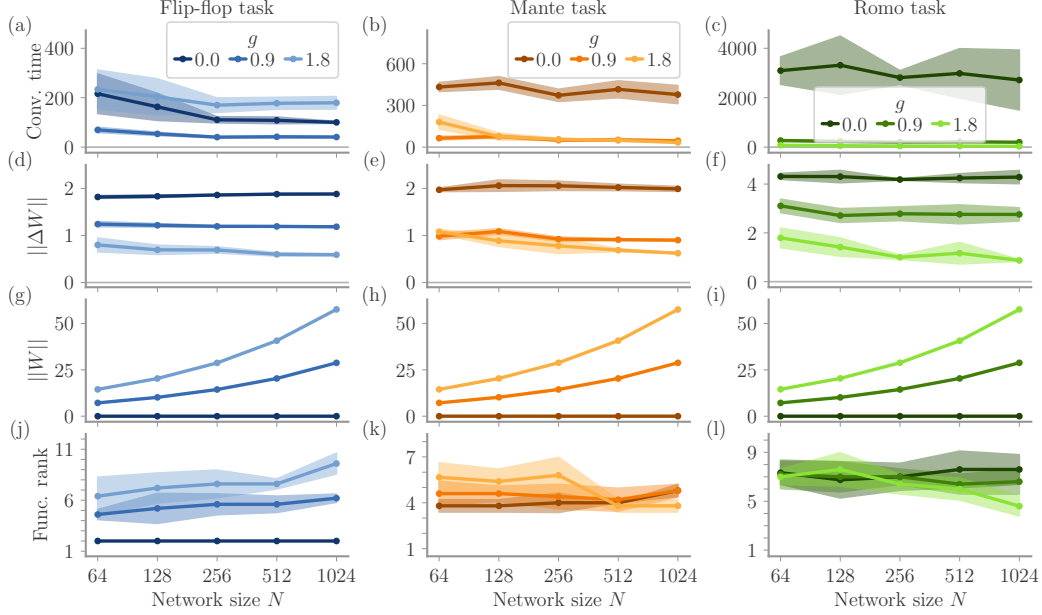 Flip-flop task
Mante task
Romo task
(a)
(b)
(c)
Conv. time
400
200
0
g
0.0 0.9 1.8
600
300
0
g
0.0 0.9 1.8
4000
2000
0
g
0.0 0.9 1.8
(d)
(e)
(f)
||ΔW||
2
1
0
2
1
0
4
2
0
(g)
(h)
(i)
||W||
50
25
0
50
25
0
50
25
0
(j)
(k)
(l)
Func. rank
11
6
1
7
4
1
9
5
1
64 128 256 512 1024
64 128 256 512 1024
64 128 256 512 1024
Network size N
Network size N
Network size N